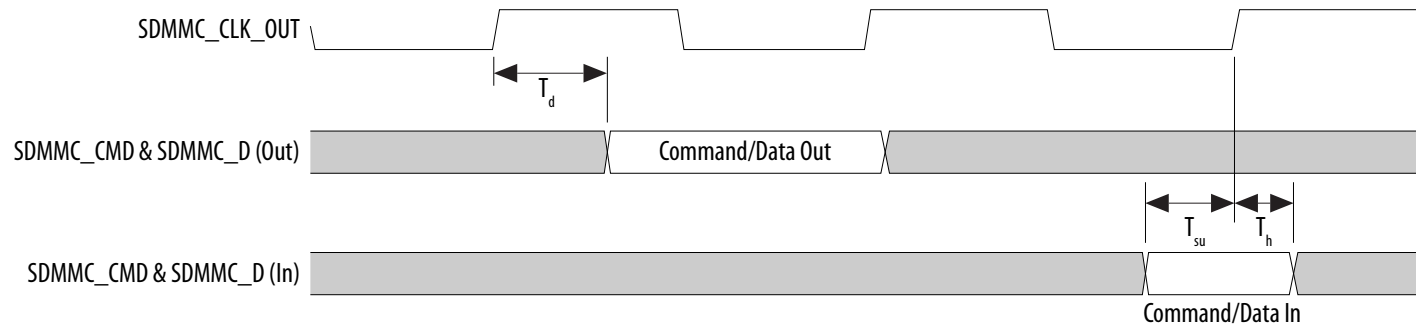 SDMMC_CLK_OUT
T_d
SDMMC_CMD & SDMMC_D (Out)
Command/Data Out
T_su
T_h
SDMMC_CMD & SDMMC_D (In)
Command/Data In